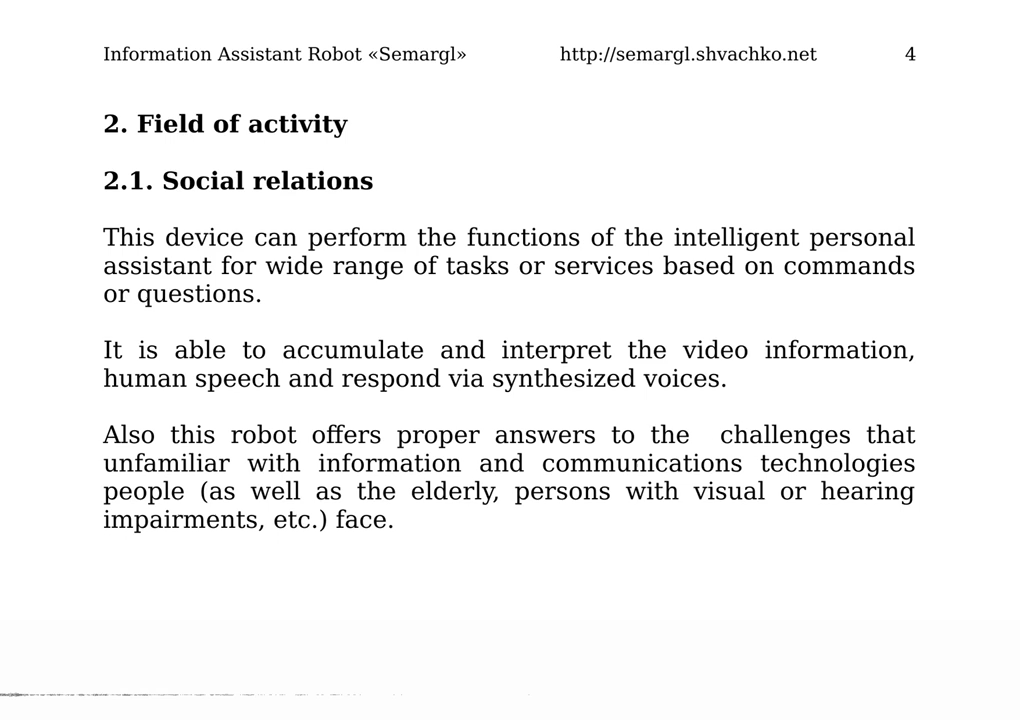 Information Assistant Robot «Semargl» http://semargl.shvachko.net 4
2. Field of activity
2.1. Social relations
This device can perform the functions of the intelligent personal
assistant for wide range of tasks or services based on commands
or questions.
It is able to accumulate and interpret the video information,
human speech and respond via synthesized voices.
Also this robot offers proper answers to the challenges that
unfamiliar with information and communications technologies
people (as well as the elderly, persons with visual or hearing
impairments, etc.) face.